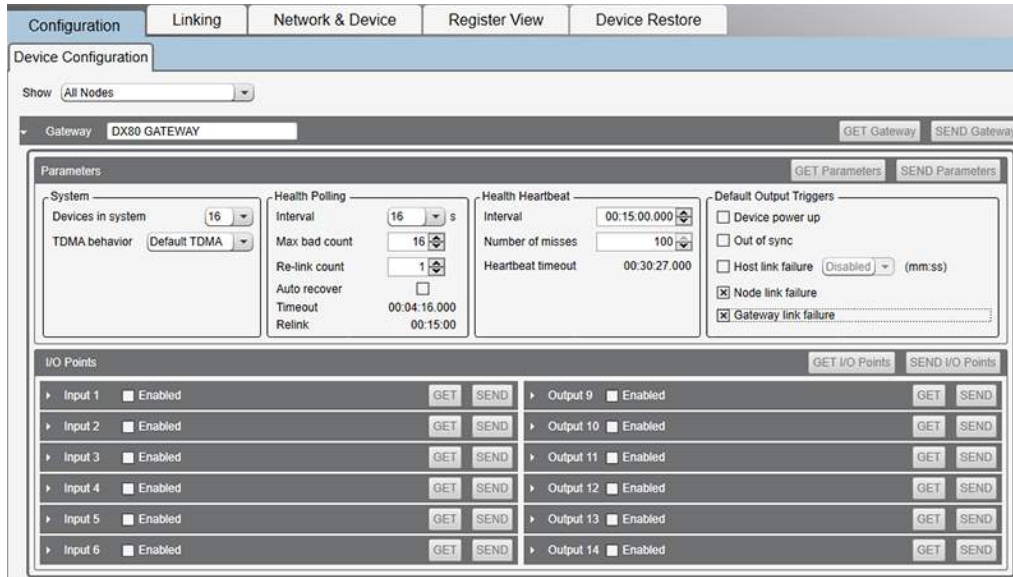 Configuration
Linking
Network & Device
Register View
Device Restore
Device Configuration
Show All Nodes
Gateway DX80 GATEWAY GET Gateway SEND Gateway
Parameters GET Parameters SEND Parameters
System
Devices in system 16
TDMA behavior Default TDMA
Health Polling
Interval 16 s
Max bad count 16
Re-link count 1
Auto recover
Timeout 00:04:16.000
Relink 00:15:00
Health Heartbeat
Interval 00:15:00.000
Number of misses 100
Heartbeat timeout 00:30:27.000
Default Output Triggers
Device power up
Out of sync
Host link failure Disabled (mm:ss)
Node link failure
Gateway link failure
I/O Points GET I/O Points SEND I/O Points
Input 1 Enabled GET SEND Output 9 Enabled GET SEND
Input 2 Enabled GET SEND Output 10 Enabled GET SEND
Input 3 Enabled GET SEND Output 11 Enabled GET SEND
Input 4 Enabled GET SEND Output 12 Enabled GET SEND
Input 5 Enabled GET SEND Output 13 Enabled GET SEND
Input 6 Enabled GET SEND Output 14 Enabled GET SEND